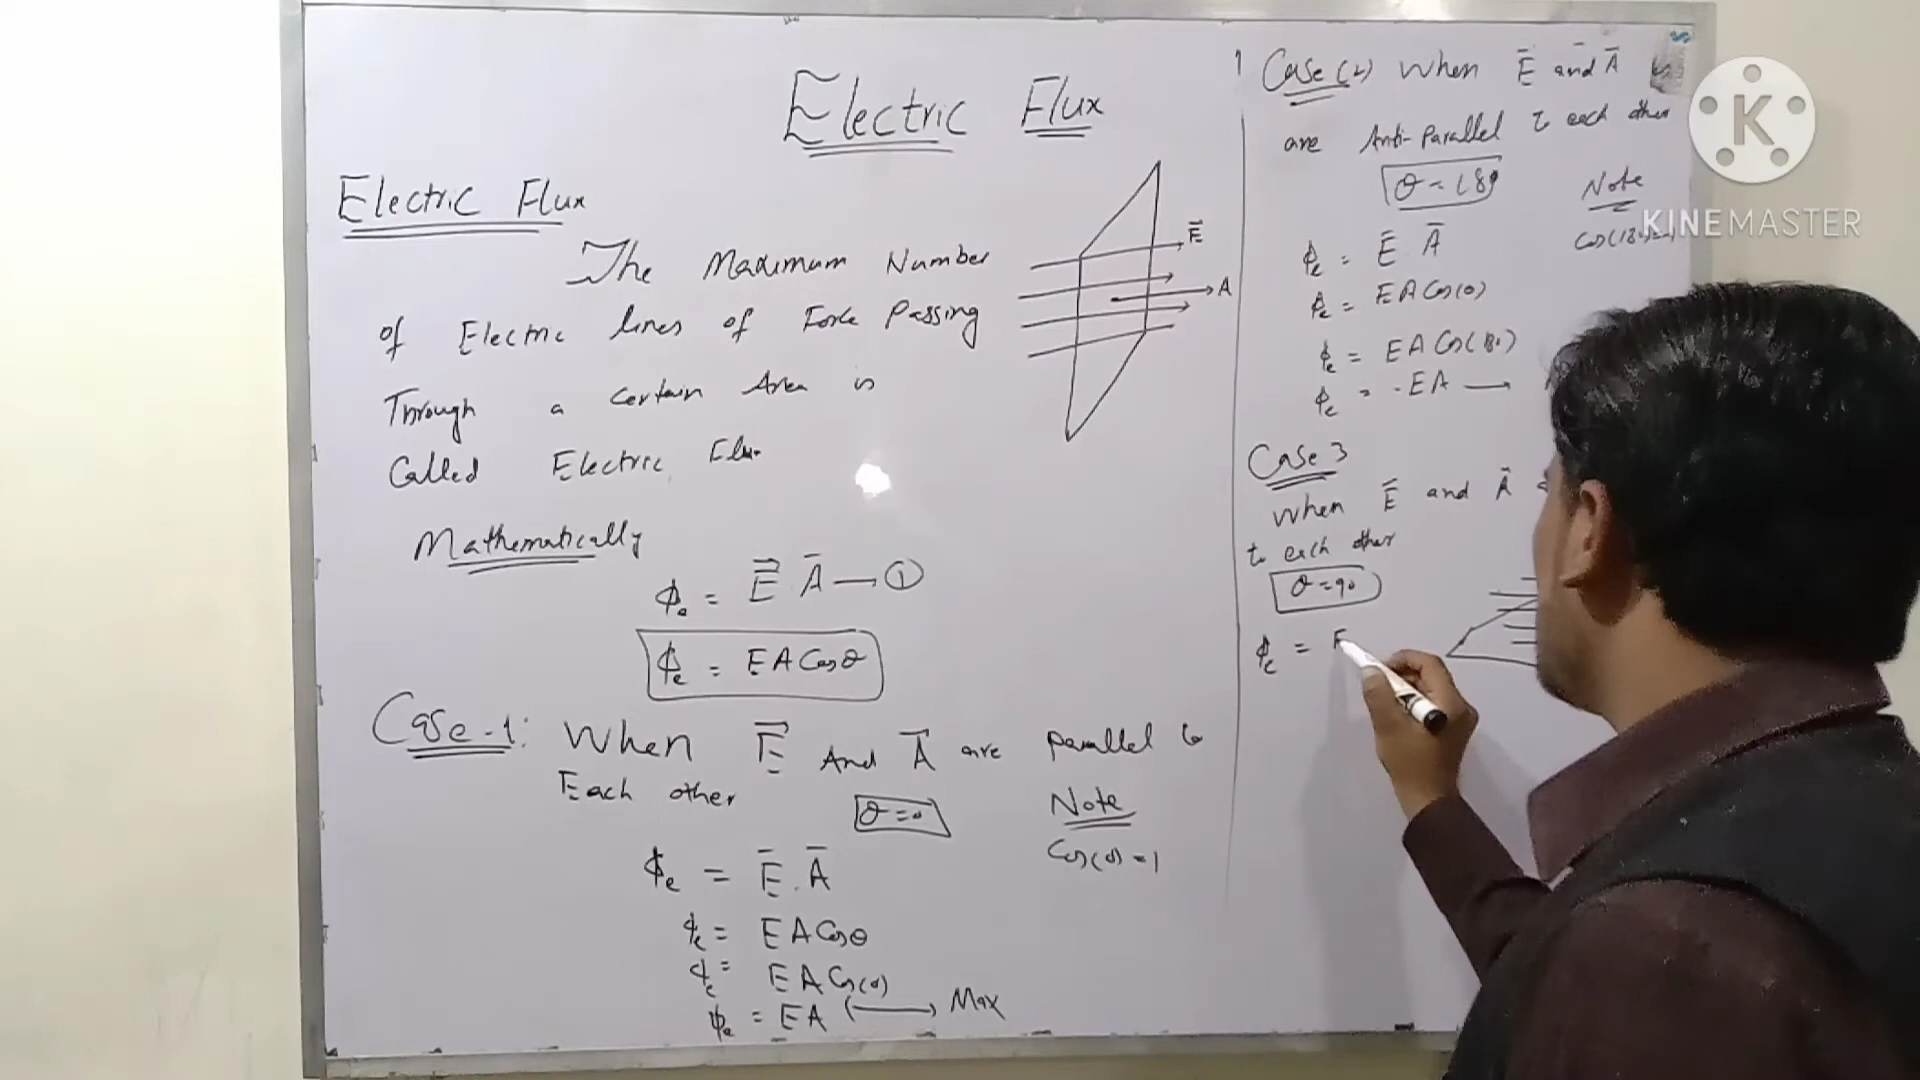 Electric Flux
Electric Flux
The Maximum Number
of Electric lines of Force Passing
Through a certain Area is
Called Electric Flux
E
A
Mathematically
ϕe = E A — ①
ϕe = EA Cosθ
Case-1: When E And A are parallel to
Each other θ=0
Note
Cos(0)=1
ϕe = E . A
ϕe = EA Cosθ
ϕe = EA Cos(0)
ϕe = EA → Max
Case (2) When E and A
are Anti-Parallel to each other
θ = 180
Note
ϕe = E A
ϕe = EA Cos(0)
ϕe = EA Cos(180)
ϕe = -EA →
Case 3
When E and A
to each other
θ=90
ϕe =
K
KINEMASTER